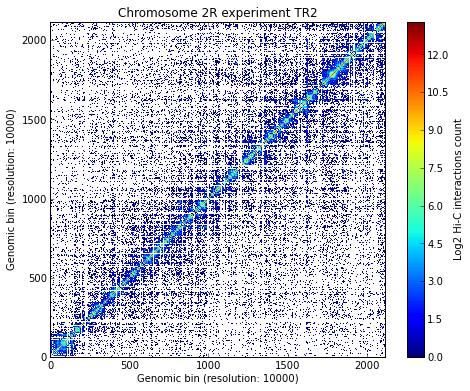 Chromosome 2R experiment TR2
2000
1500
1000
500
0
0 500 1000 1500 2000
Genomic bin (resolution: 10000)
Genomic bin (resolution: 10000)
12.0
10.5
9.0
7.5
6.0
4.5
3.0
1.5
0.0
Log2 Hi-C interactions count